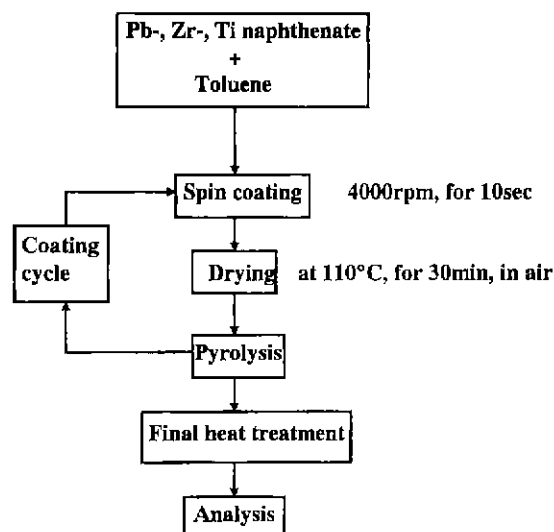 Pb-, Zr-, Ti naphthenate
+
Toluene
Spin coating
4000rpm, for 10sec
Coating
cycle
Drying
at 110°C, for 30min, in air
Pyrolysis
Final heat treatment
Analysis